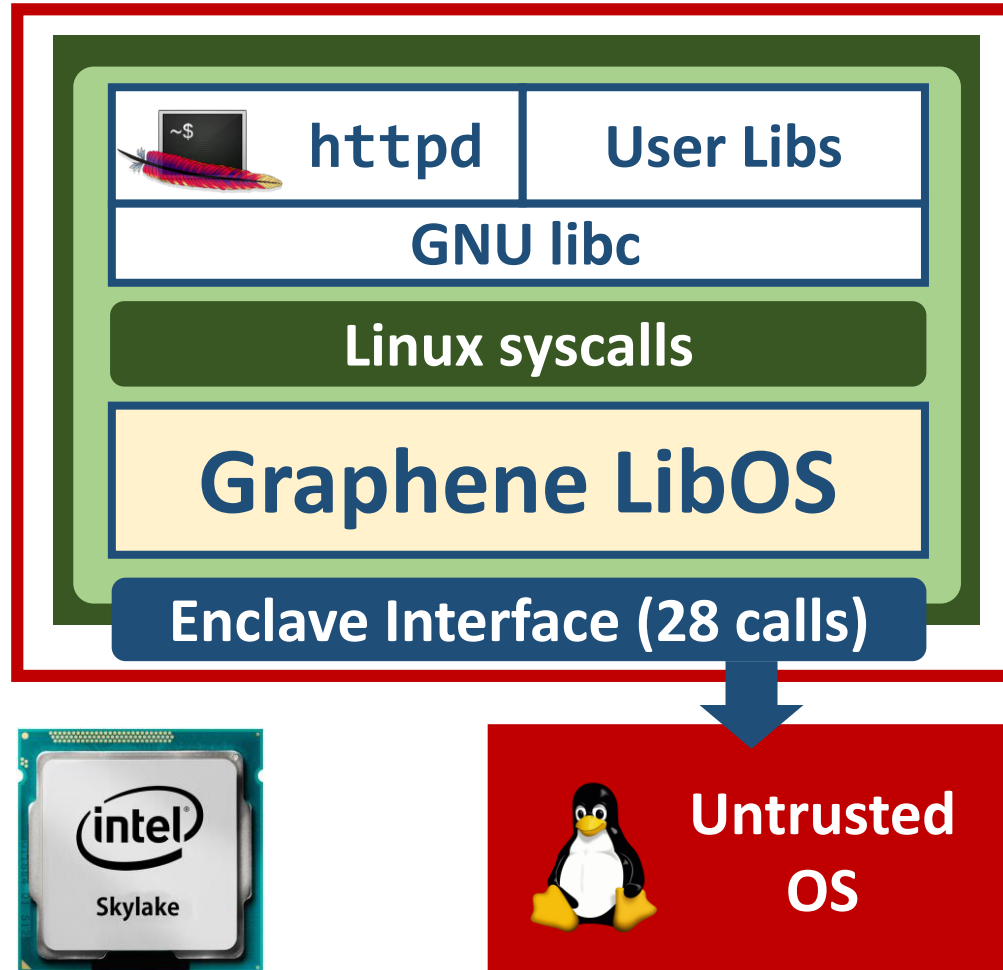 ~$
httpd
User Libs
GNU libc
Linux syscalls
Graphene LibOS
Enclave Interface (28 calls)
intel
Skylake
Untrusted
OS